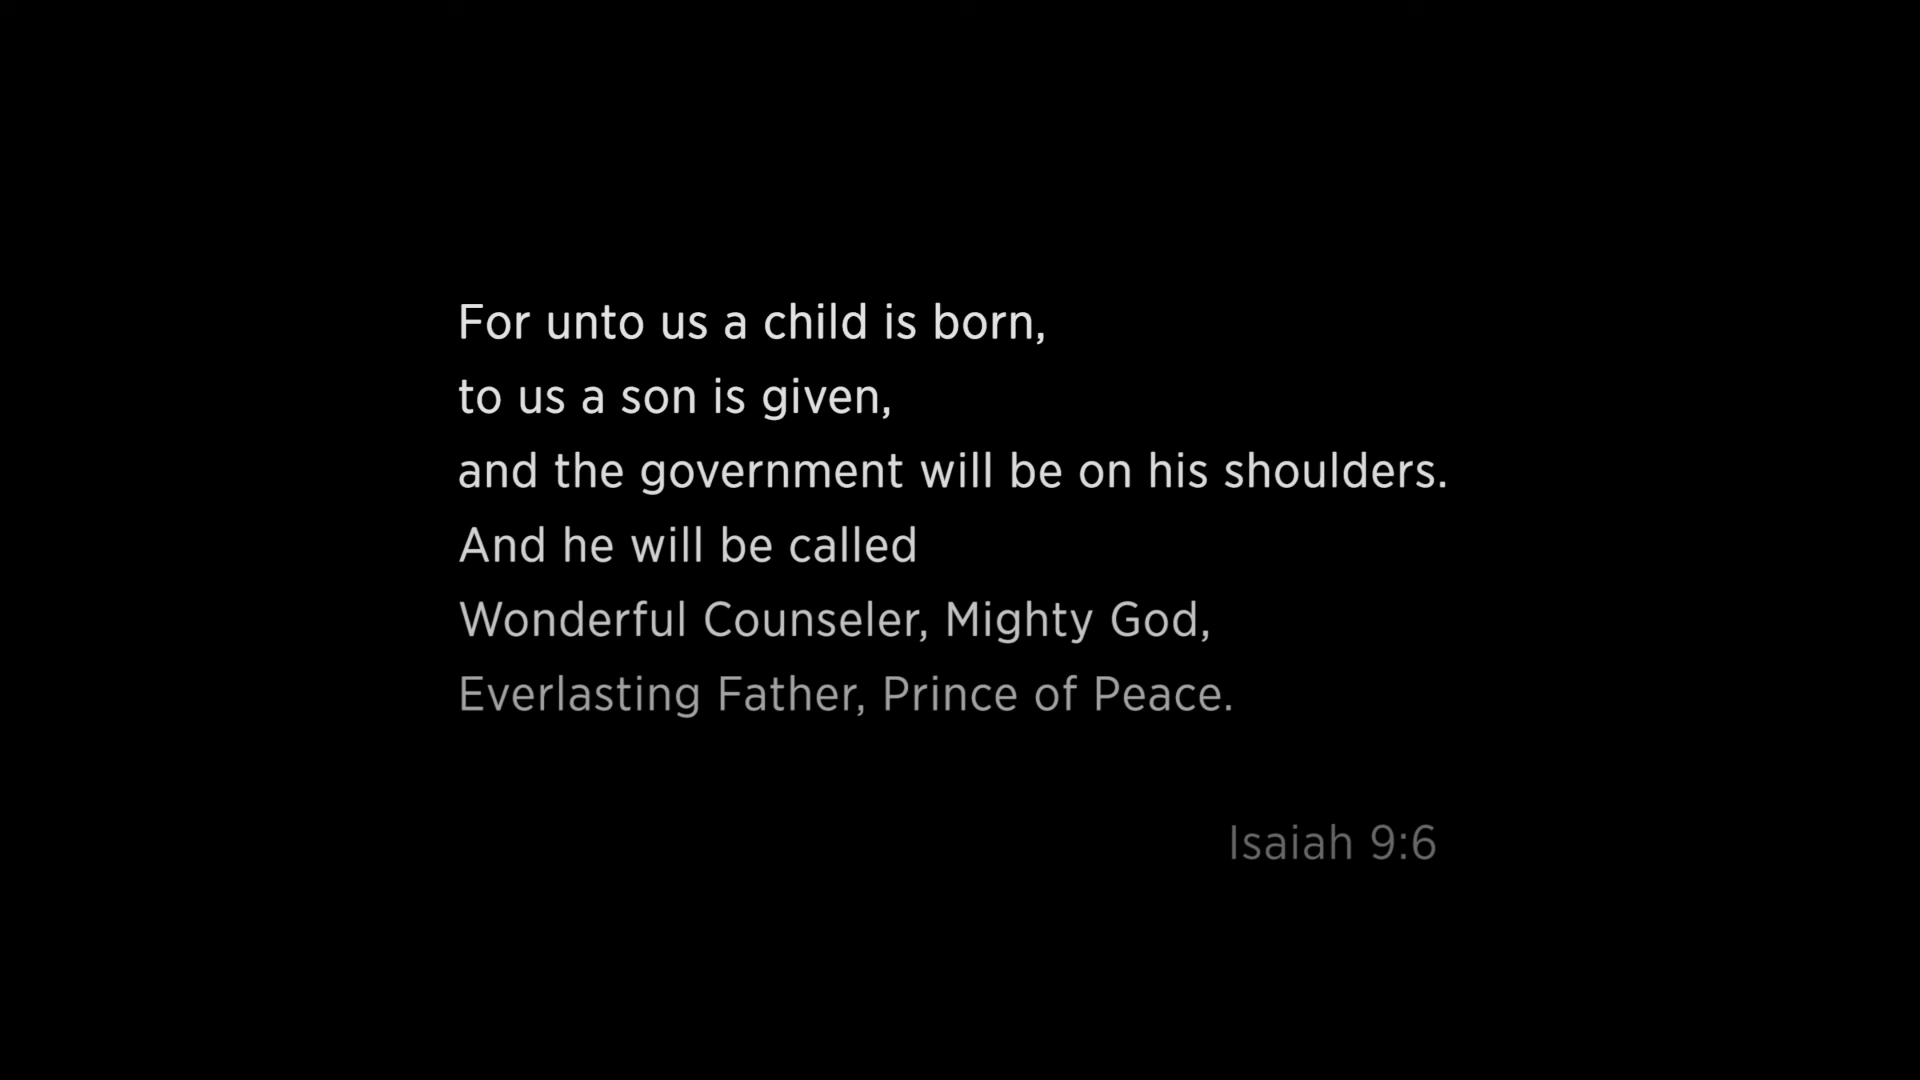 For unto us a child is born,
to us a son is given,
and the government will be on his shoulders.
And he will be called
Wonderful Counseler, Mighty God,
Everlasting Father, Prince of Peace.
Isaiah 9:6